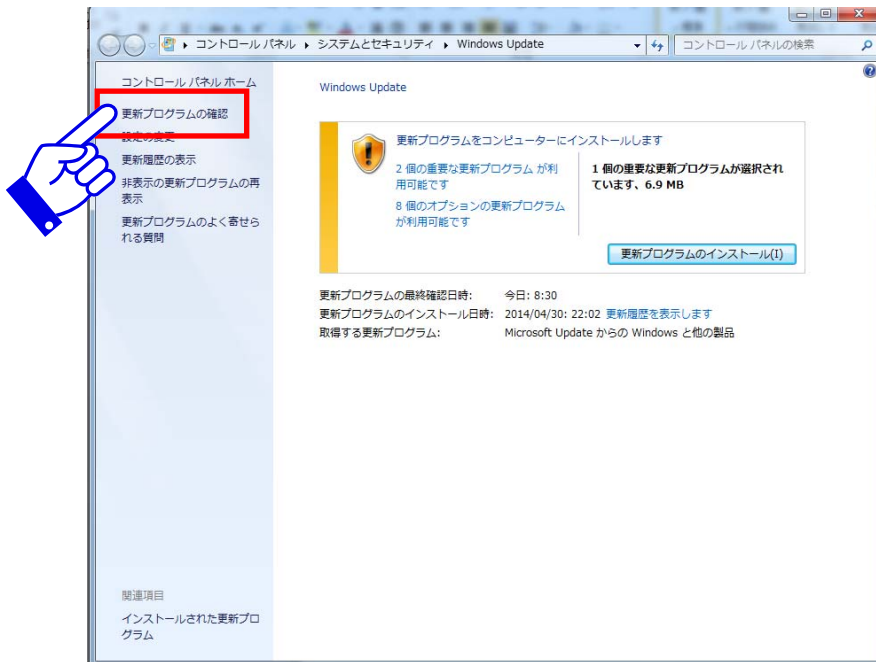 コントロール パネル ▸ システムとセキュリティ ▸ Windows Update
コントロール パネルの検索
コントロール パネル ホーム
更新プログラムの確認
設定の変更
更新履歴の表示
非表示の更新プログラムの再
表示
更新プログラムのよく寄せら
れる質問
Windows Update
更新プログラムをコンピューターにインストールします
2 個の重要な更新プログラム が利
用可能です
8 個のオプションの更新プログラム
が利用可能です
1 個の重要な更新プログラムが選択され
ています、6.9 MB
更新プログラムのインストール(I)
更新プログラムの最終確認日時: 今日: 8:30
更新プログラムのインストール日時: 2014/04/30: 22:02 更新履歴を表示します
取得する更新プログラム: Microsoft Update からの Windows と他の製品
関連項目
インストールされた更新プロ
グラム